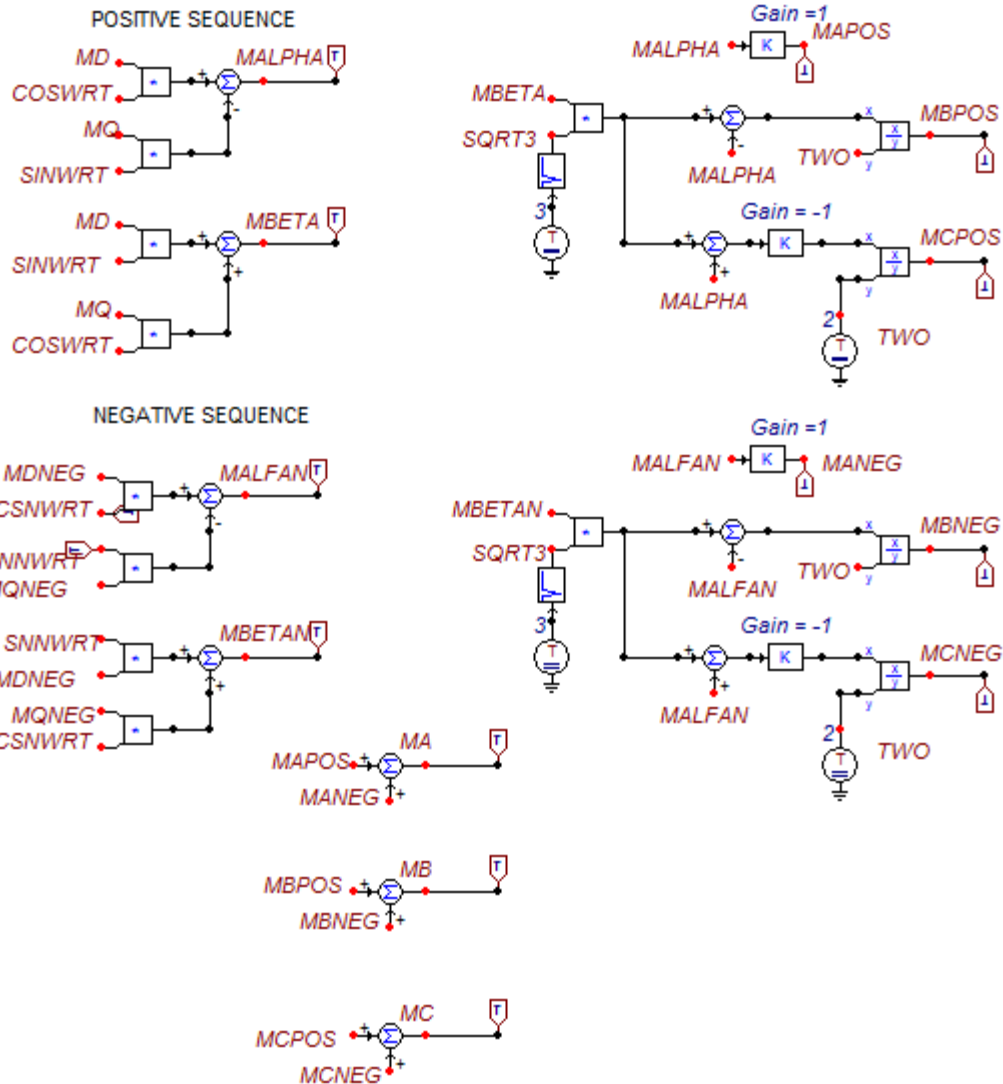 POSITIVE SEQUENCE
MD
COSWRT
+
MALPHA
T
-
MQ
SINWRT
MD
SINWRT
+
MBETA
T
+
MQ
COSWRT
Gain =1
MALPHA
K
MAPOS
T
MBETA
SQRT3
3
T
+
-
MALPHA
x
y
TWO
MBPOS
T
Gain = -1
+
+
K
MALPHA
x
y
MCPOS
T
2
T
TWO
NEGATIVE SEQUENCE
MDNEG
CSNWRT
+
MALFAN
T
-
NNWRT
MQNEG
SNNWRT
MDNEG
+
MBETAN
T
+
MQNEG
CSNWRT
Gain =1
MALFAN
K
MANEG
T
MBETAN
SQRT3
3
T
+
-
MALFAN
x
y
TWO
MBNEG
T
Gain = -1
+
+
K
MALFAN
x
y
MCNEG
T
2
T
TWO
MAPOS
+
MA
T
MANEG
+
MBPOS
+
MB
T
MBNEG
+
MCPOS
+
MC
T
MCNEG
+